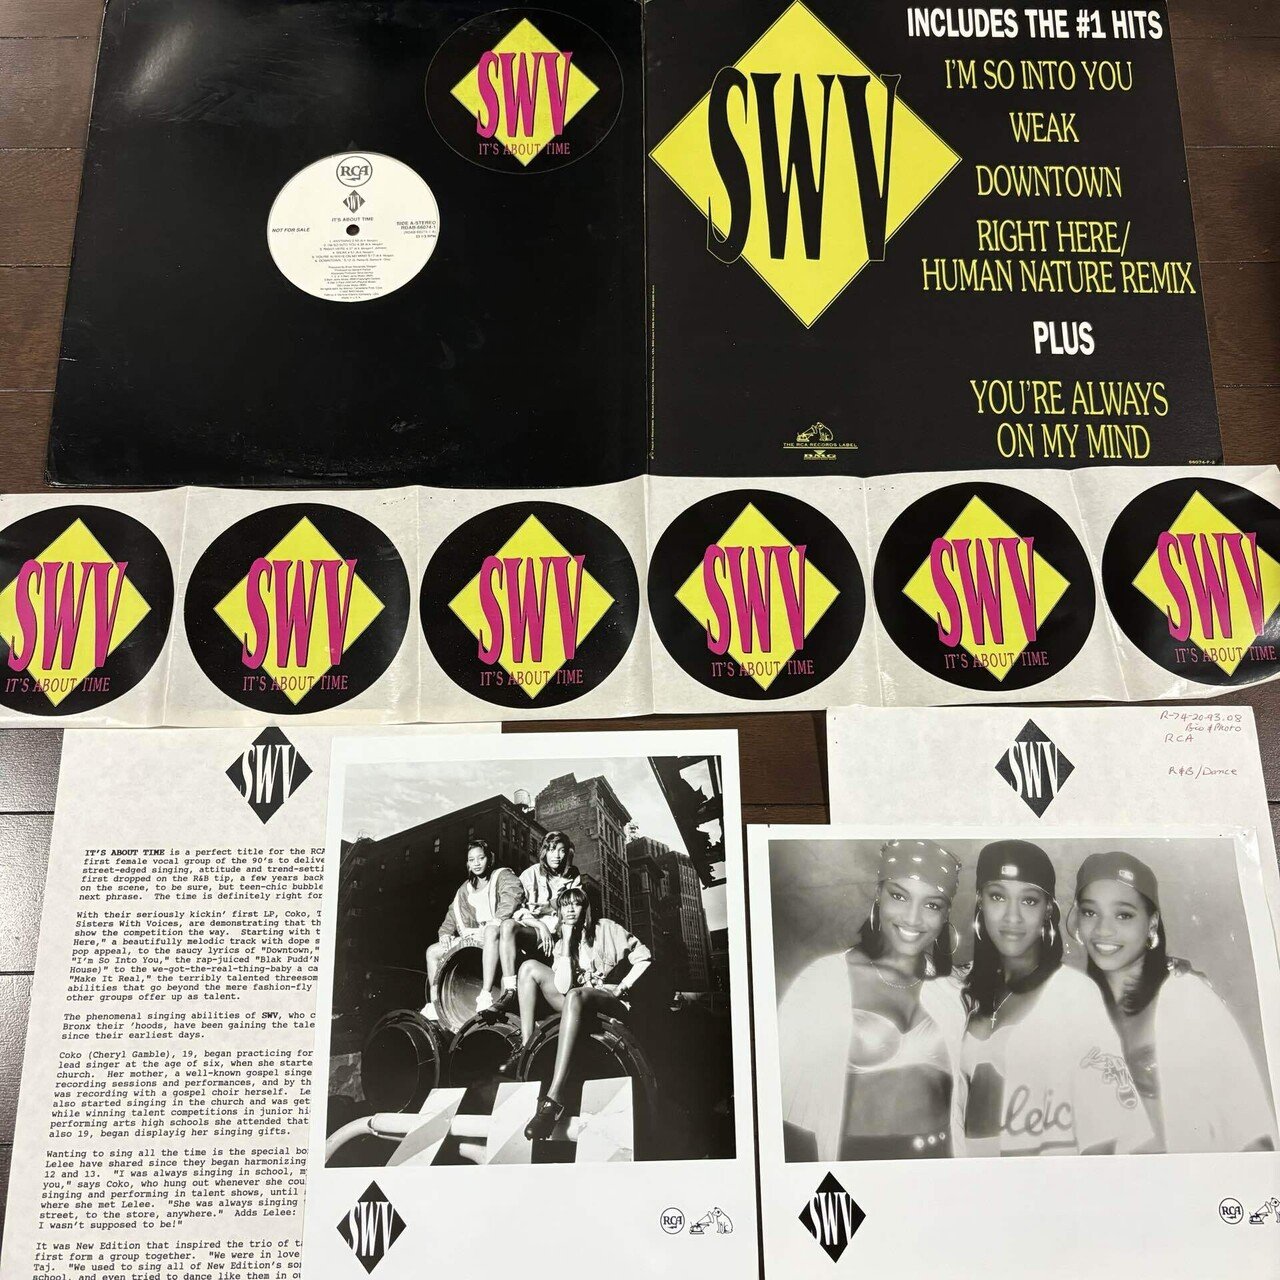 SWV
IT'S ABOUT TIME
RCA
SWV
IT'S ABOUT TIME
NOT FOR SALE
SIDE A-STEREO
RDAB-66074-1
SWV
INCLUDES THE #1 HITS
I'M SO INTO YOU
WEAK
DOWNTOWN
RIGHT HERE/
HUMAN NATURE REMIX
PLUS
YOU'RE ALWAYS
ON MY MIND
THE RCA RECORDS LABEL
BMG
66074-F-2
SWV
IT'S ABOUT TIME
SWV
IT'S ABOUT TIME
SWV
IT'S ABOUT TIME
SWV
IT'S ABOUT TIME
SWV
IT'S ABOUT TIME
SWV
IT'S ABOUT TIME
SWV
IT'S ABOUT TIME is a perfect title for the RCA
first female vocal group of the 90's to delive
street-edged singing, attitude and trend-setti
first dropped on the R&B tip, a few years back
on the scene, to be sure, but teen-chic bubble
next phrase. The time is definitely right for
With their seriously kickin' first LP, Coko, T
Sisters With Voices, are demonstrating that th
show the competition the way. Starting with t
Here," a beautifully melodic track with dope s
pop appeal, to the saucy lyrics of "Downtown,"
"I'm So Into You," the rap-juiced "Blak Pudd'N
House)" to the we-got-the-real-thing-baby a ca
"Make It Real," the terribly talented threesom
abilities that go beyond the mere fashion-fly
other groups offer up as talent.
The phenomenal singing abilities of SWV, who c
Bronx their 'hoods, have been gaining the tale
since their earliest days.
Coko (Cheryl Gamble), 19, began practicing for
lead singer at the age of six, when she starte
church. Her mother, a well-known gospel singe
recording sessions and performances, and by th
was recording with a gospel choir herself. Le
also started singing in the church and was get
while winning talent competitions in junior hi
performing arts high schools she attended that
also 19, began displayig her singing gifts.
Wanting to sing all the time is the special bo
Lelee have shared since they began harmonizing
12 and 13. "I was always singing in school, m
you," says Coko, who hung out whenever she cou
singing and performing in talent shows, until
where she met Lelee. "She was always singing
street, to the store, anywhere." Adds Lelee:
I wasn't supposed to be!"
It was New Edition that inspired the trio of ta
first form a group together. "We were in love
Taj. "We used to sing all of New Edition's son
school, and even tried to dance like them in ou
SWV
RCA
SWV
R-74-20-93.08
Bio & Photo
RCA
R&B/Dance
leic
SWV
RCA